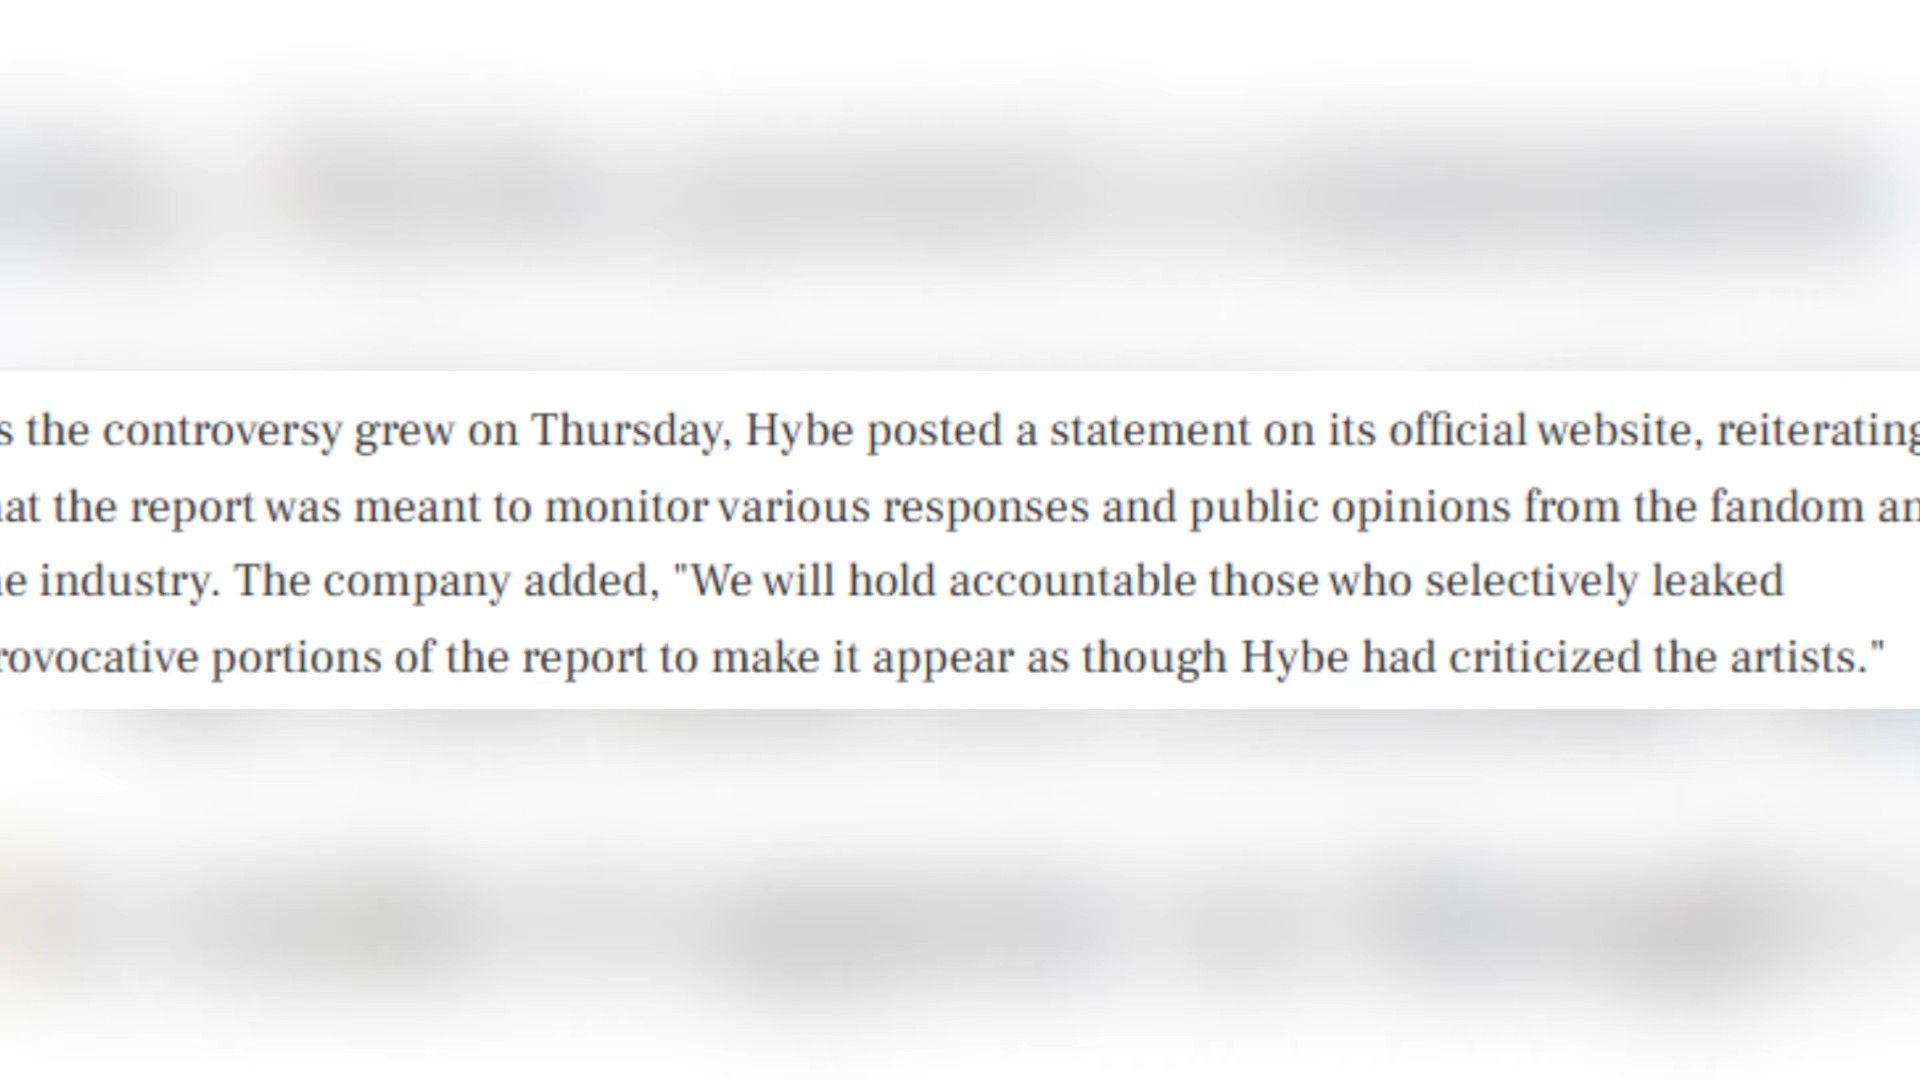 s the controversy grew on Thursday, Hybe posted a statement on its official website, reiterating
at the report was meant to monitor various responses and public opinions from the fandom an
e industry. The company added, "We will hold accountable those who selectively leaked
rovocative portions of the report to make it appear as though Hybe had criticized the artists."